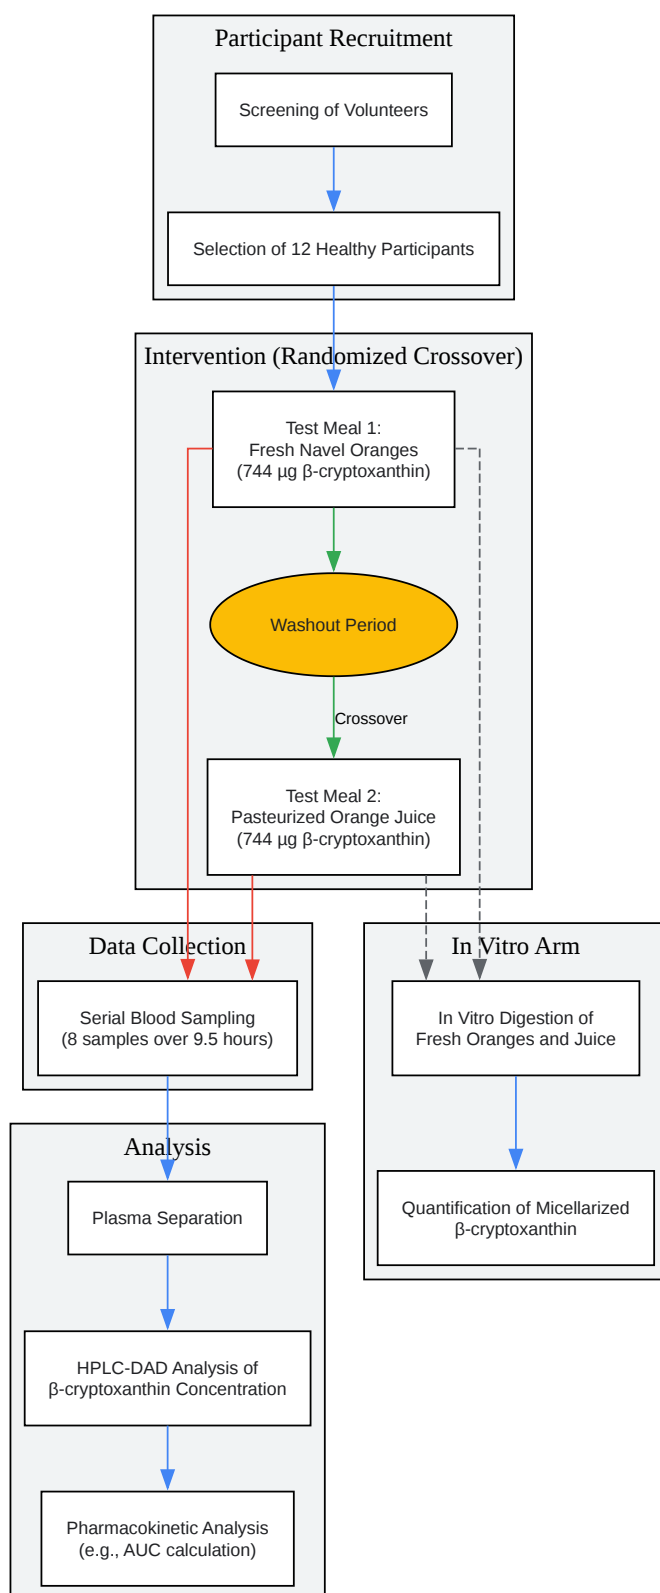 Participant Recruitment
Screening of Volunteers
Selection of 12 Healthy Participants
Intervention (Randomized Crossover)
Test Meal 1:
Fresh Navel Oranges
(744 µg β-cryptoxanthin)
Washout Period
Crossover
Test Meal 2:
Pasteurized Orange Juice
(744 µg β-cryptoxanthin)
Data Collection
Serial Blood Sampling
(8 samples over 9.5 hours)
In Vitro Arm
In Vitro Digestion of
Fresh Oranges and Juice
Quantification of Micellarized
β-cryptoxanthin
Analysis
Plasma Separation
HPLC-DAD Analysis of
β-cryptoxanthin Concentration
Pharmacokinetic Analysis
(e.g., AUC calculation)